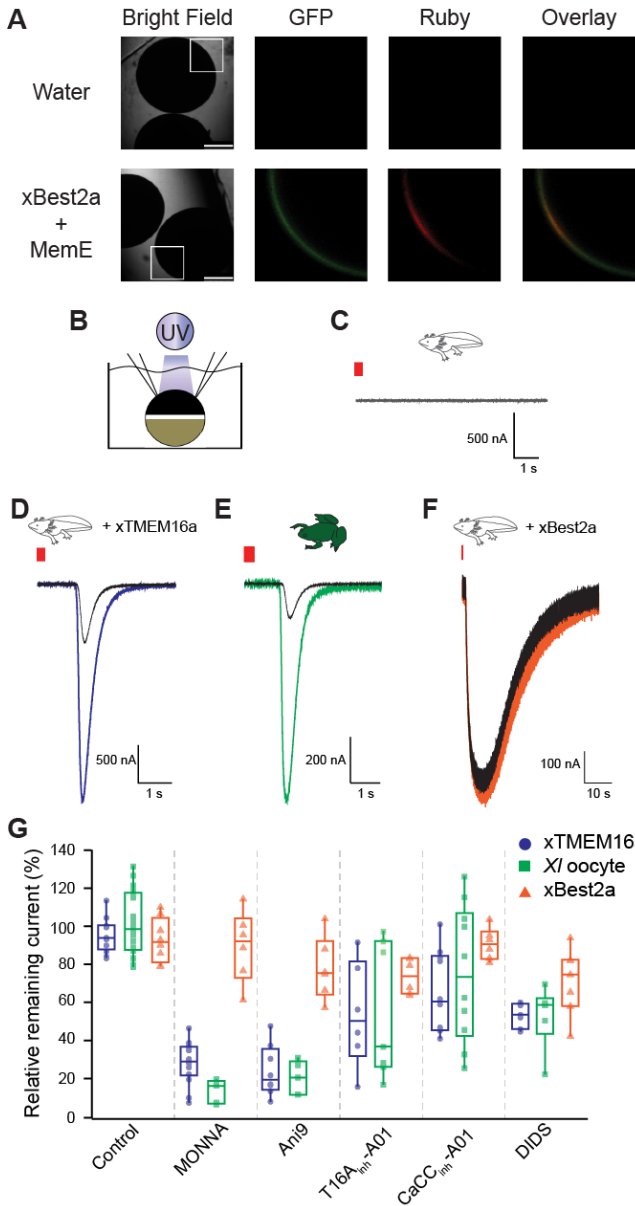 A
Bright Field
GFP
Ruby
Overlay
Water
xBest2a
+
MemE
B
UV
C
500 nA
1 s
D
+ xTMEM16a
500 nA
1 s
E
200 nA
1 s
F
+ xBest2a
100 nA
10 s
G
xTMEM16
Xl oocyte
xBest2a
Relative remaining current (%)
140
120
100
80
60
40
20
0
Control
MONNA
Ani9
T16Ainh-A01
CaCCinh-A01
DIDS